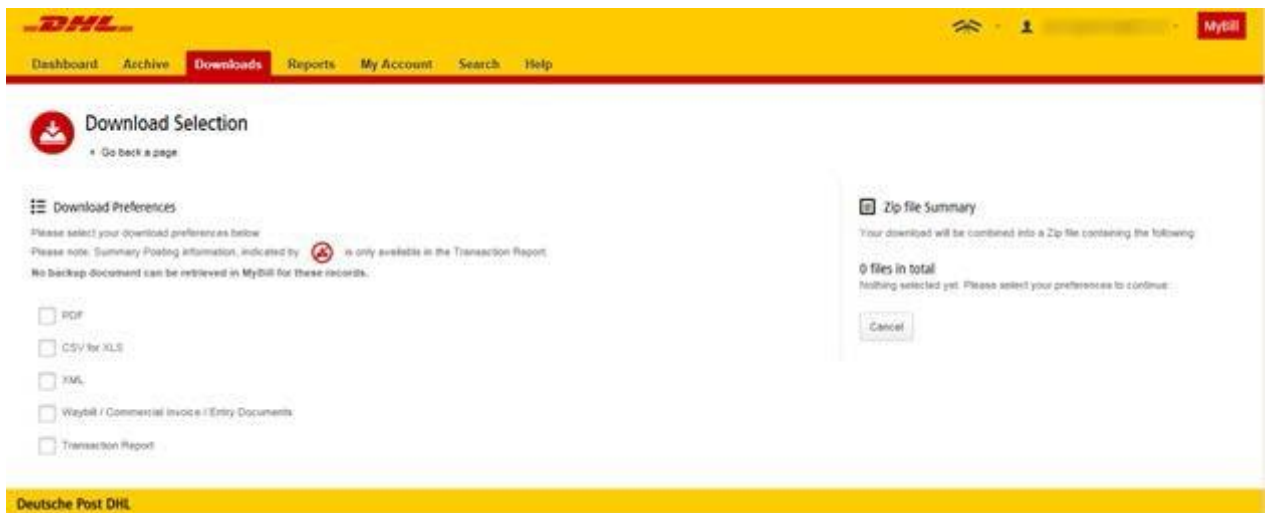 DHL
MyBill
Dashboard Archive Downloads Reports My Account Search Help
Download Selection
Go back a page
Download Preferences
Please select your download preferences below
Please note: Summary Posting information, indicated by is only available in the Transaction Report.
No backup document can be retrieved in MyBill for these records.
PDF
CSV for XLS
XML
Waybill / Commercial Invoice / Entry Documents
Transaction Report
Zip file Summary
Your download will be combined into a Zip file containing the following:
0 files in total
Nothing selected yet. Please select your preferences to continue.
Cancel
Deutsche Post DHL